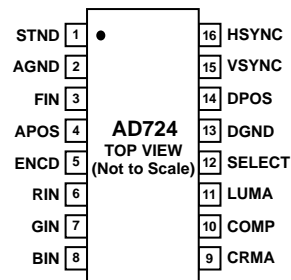 STND 1 16 HSYNC
AGND 2 15 VSYNC
FIN 3 14 DPOS
APOS 4 AD724 13 DGND
TOP VIEW
ENCD 5 (Not to Scale) 12 SELECT
RIN 6 11 LUMA
GIN 7 10 COMP
BIN 8 9 CRMA